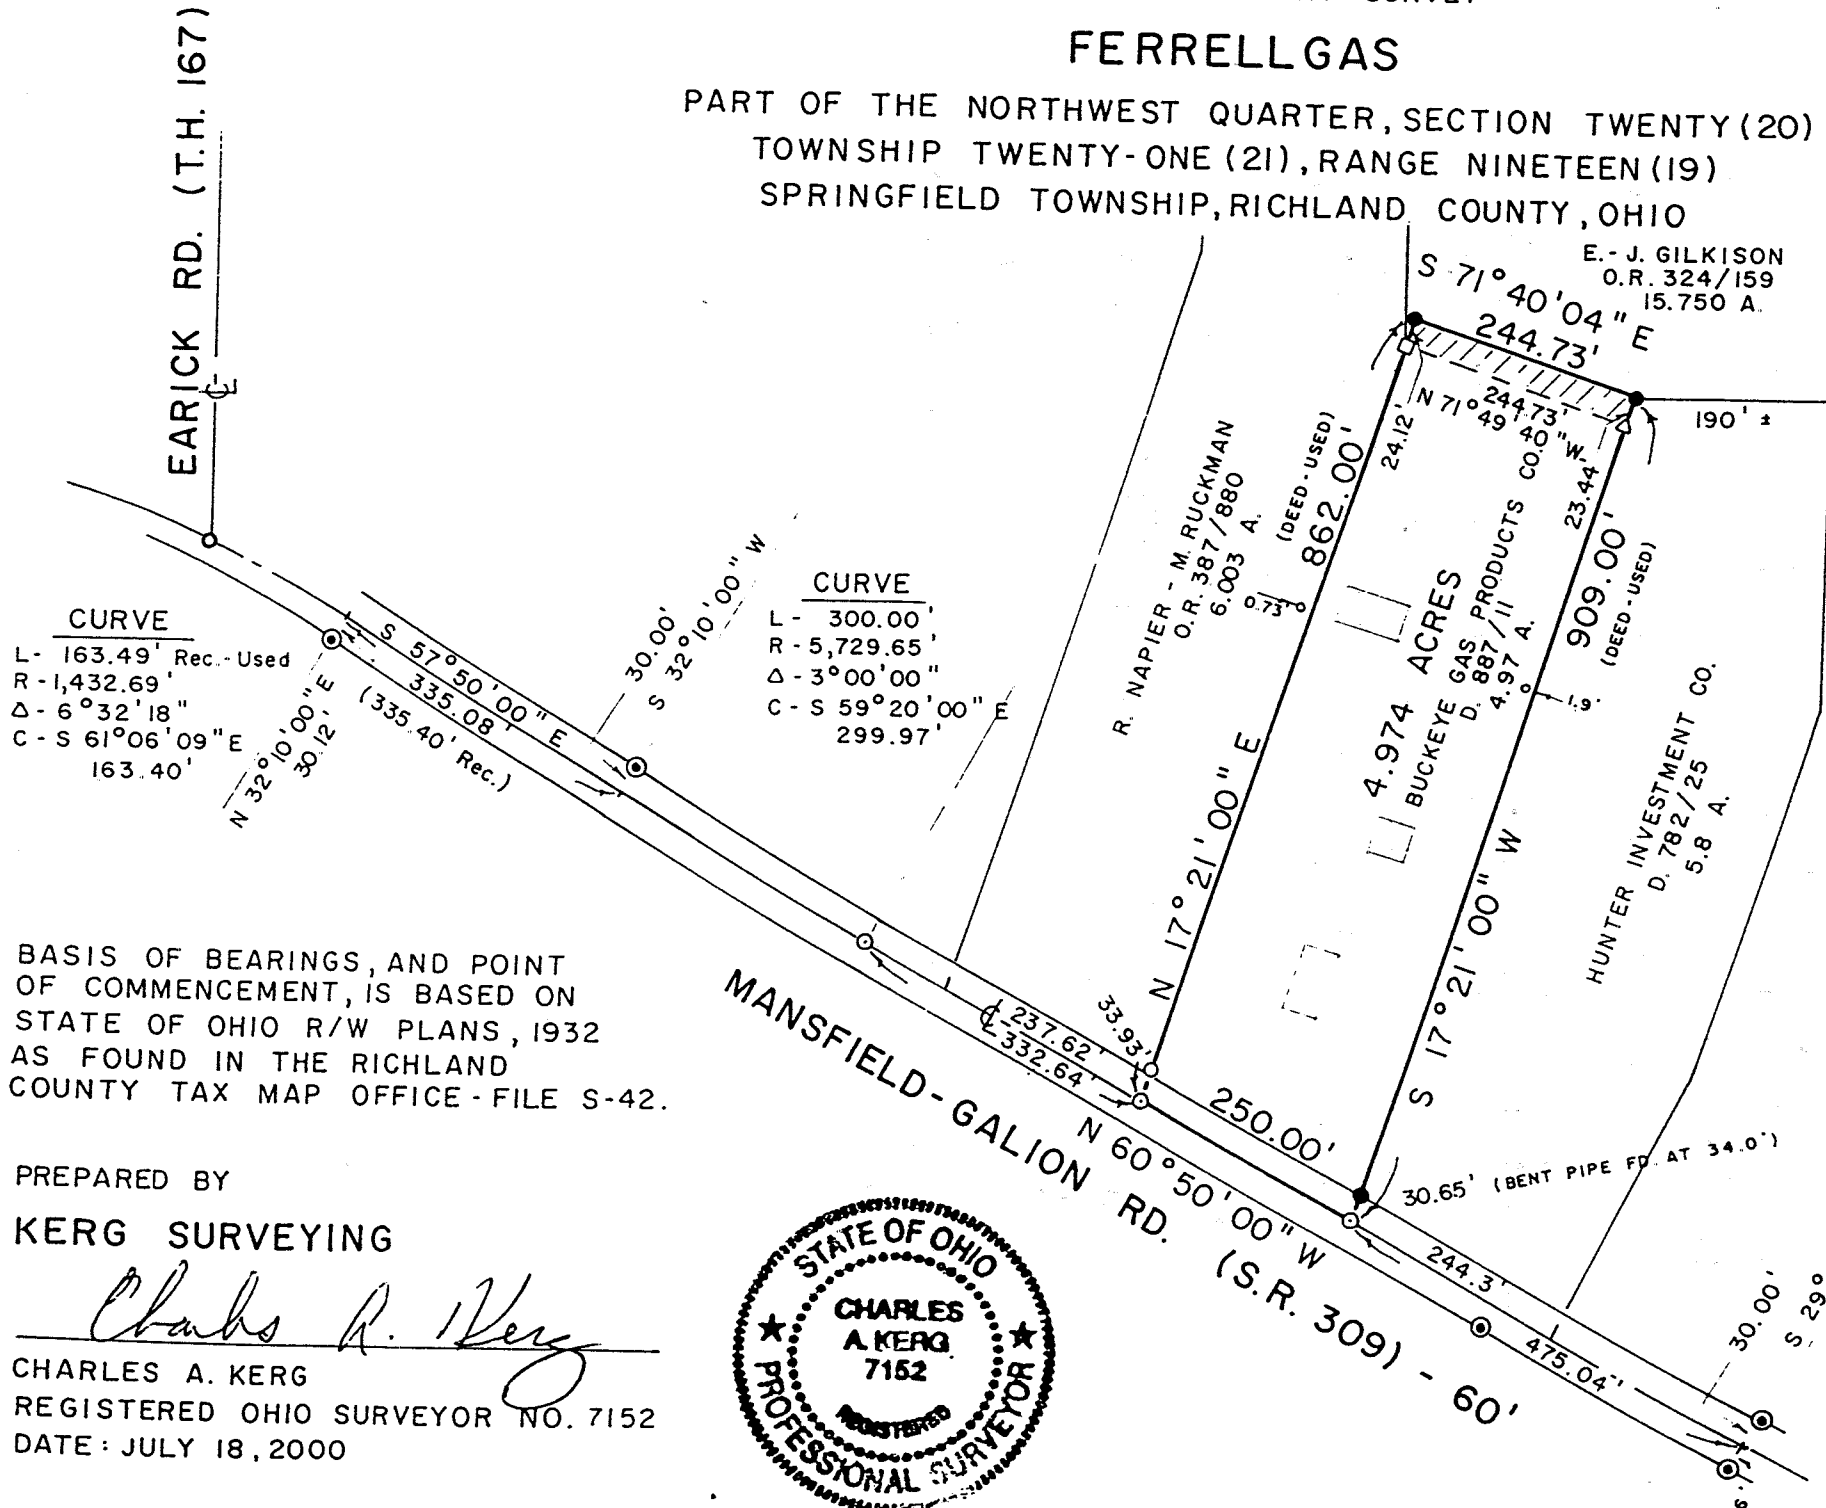 SURVEY
FERRELLGAS
PART OF THE NORTHWEST QUARTER, SECTION TWENTY (20)
TOWNSHIP TWENTY-ONE (21), RANGE NINETEEN (19)
SPRINGFIELD TOWNSHIP, RICHLAND COUNTY, OHIO
EARICK RD. (T.H. 167)
E.- J. GILKISON
O.R. 324/159
15.750 A.
S 71°40'04" E
244.73'
244.73'
N 71°49'40"W
190' ±
24.12'
23.44
862.00'
(DEED-USED)
909.00'
(DEED-USED)
R. NAPIER - M. RUCKMAN
O.R. 387/880
6.003 A.
0.73'
4.974 ACRES
BUCKEYE GAS PRODUCTS CO.
D. 887/11
4.97 A.
1.9'
HUNTER INVESTMENT CO.
D. 782/25
5.8 A.
N 17°21'00" E
S 17°21'00" W
CURVE
L- 163.49' Rec.-Used
R-1,432.69'
Δ- 6°32'18"
C-S 61°06'09"E
163.40'
N 32°10'00" E
30.12'
S 57°50'00" E
335.08'
(335.40' Rec.)
30.00'
S 32°10'00" W
CURVE
L- 300.00'
R-5,729.65'
Δ-3°00'00"
C-S 59°20'00" E
299.97'
BASIS OF BEARINGS, AND POINT
OF COMMENCEMENT, IS BASED ON
STATE OF OHIO R/W PLANS, 1932
AS FOUND IN THE RICHLAND
COUNTY TAX MAP OFFICE-FILE S-42.
237.62'
332.64'
33.93'
250.00'
N 60°50'00" W
MANSFIELD-GALION RD. (S.R. 309) - 60'
30.65' (BENT PIPE FD. AT 34.0')
244.3'
475.04'
30.00'
S 29°
PREPARED BY
KERG SURVEYING
Charles A. Kerg
CHARLES A. KERG
REGISTERED OHIO SURVEYOR NO. 7152
DATE: JULY 18, 2000
STATE OF OHIO
CHARLES
A. KERG
7152
REGISTERED
PROFESSIONAL SURVEYOR